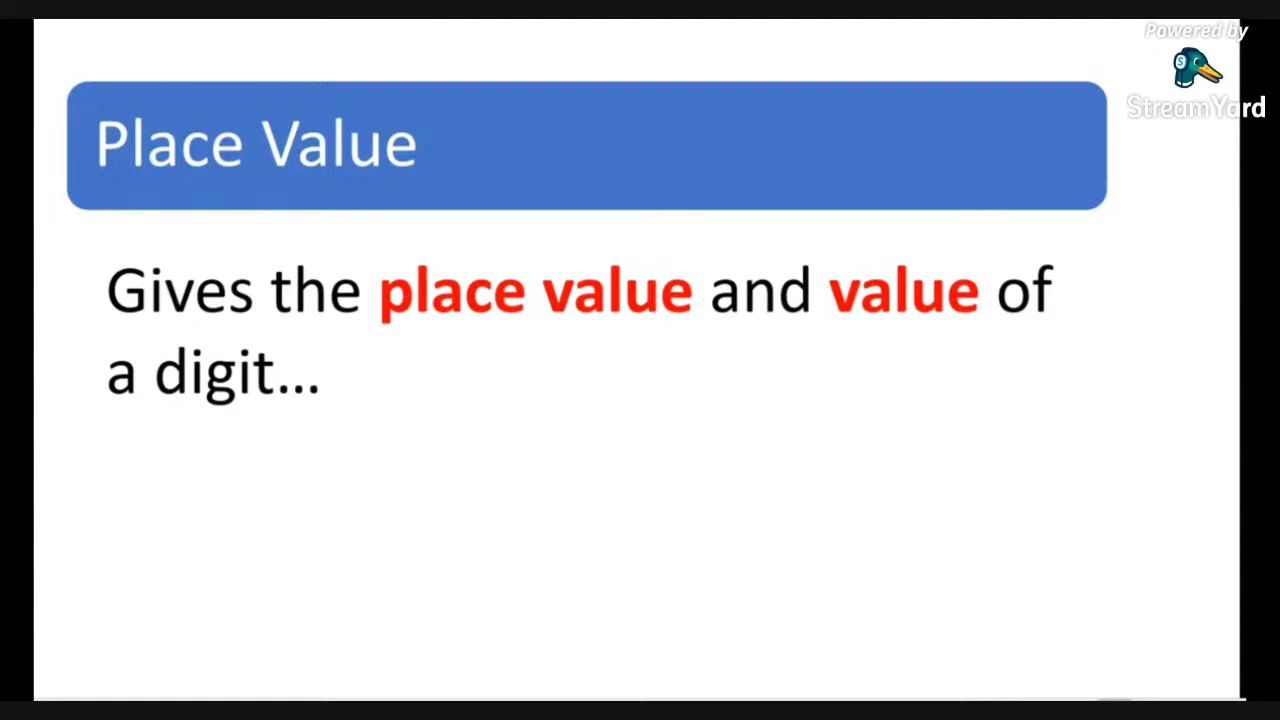 Powered by
StreamYard
Place Value
Gives the place value and value of
a digit...